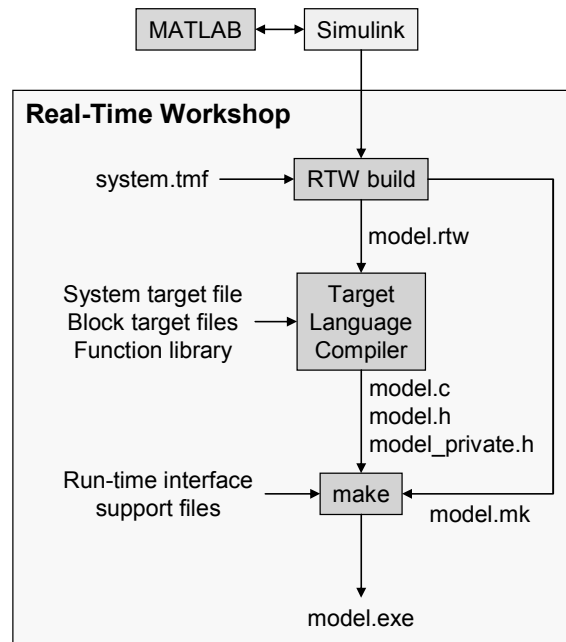 MATLAB
Simulink
Real-Time Workshop
system.tmf
RTW build
model.rtw
System target file
Block target files
Function library
Target
Language
Compiler
model.c
model.h
model_private.h
Run-time interface
support files
make
model.mk
model.exe